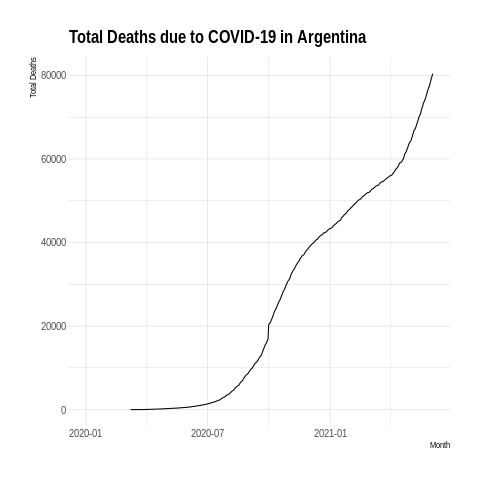 Total Deaths due to COVID-19 in Argentina
Total Deaths
80000
60000
40000
20000
0
2020-01
2020-07
2021-01
Month